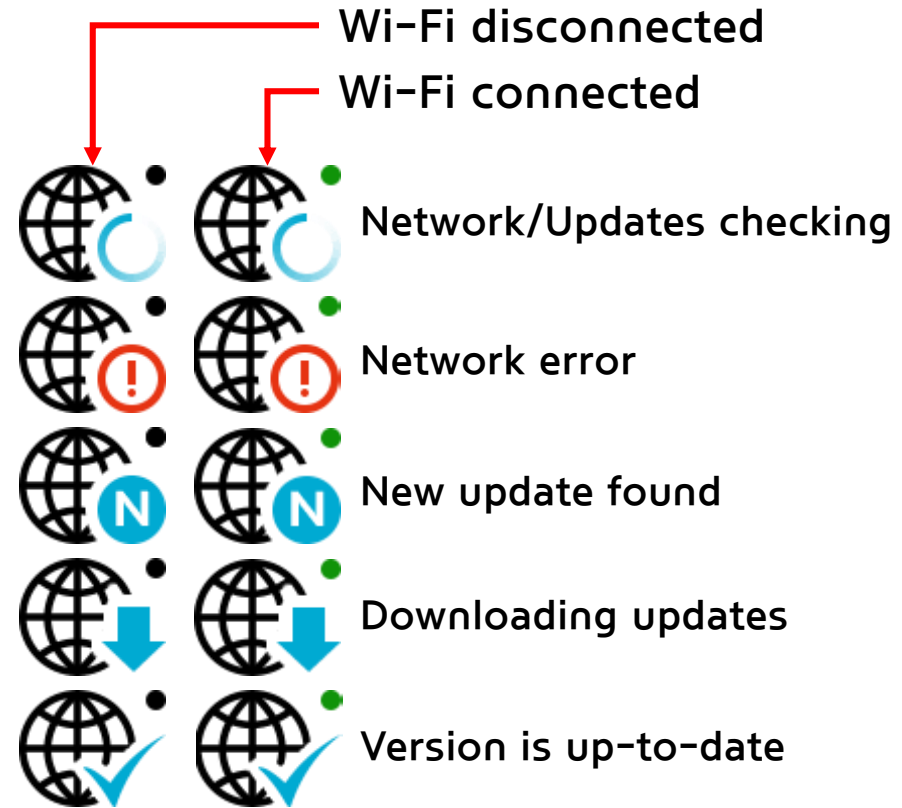 Wi-Fi disconnected
Wi-Fi connected
Network/Updates checking
! ! Network error
N N New update found
Downloading updates
Version is up-to-date